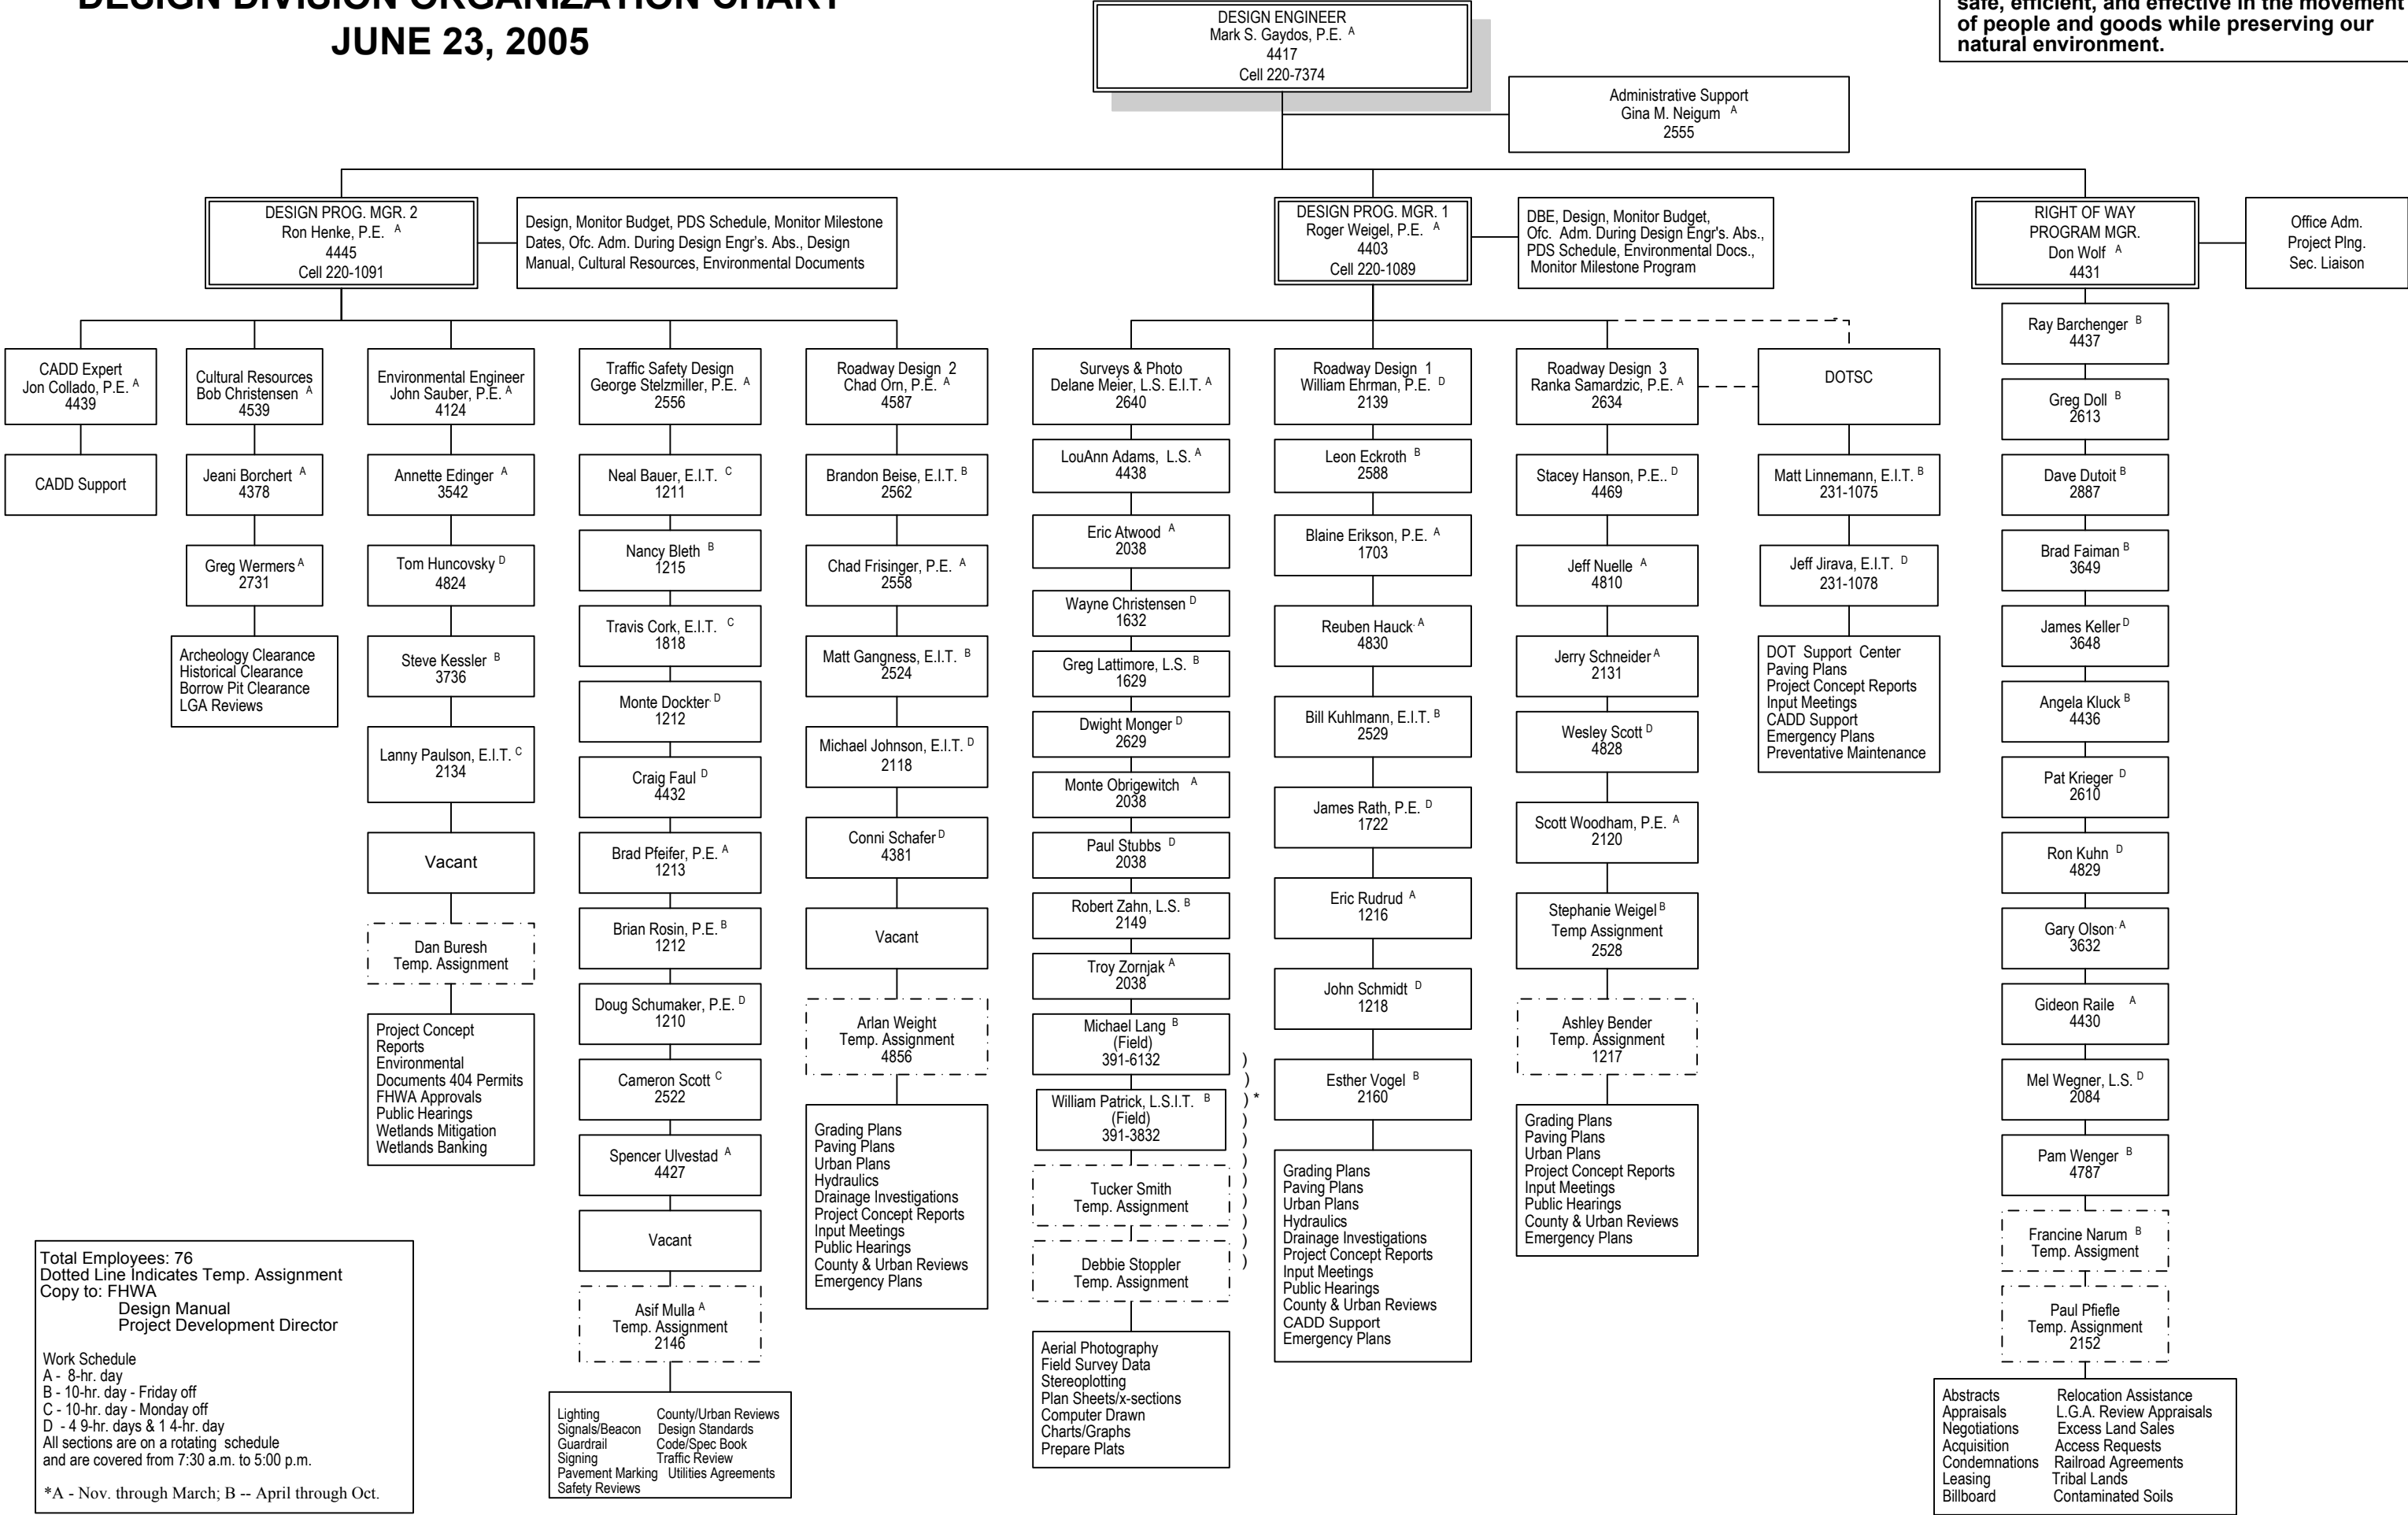 DESIGN DIVISION ORGANIZATION CHART
JUNE 23, 2005
DESIGN ENGINEER
Mark S. Gaydos, P.E. A
4417
Cell 220-7374
safe, efficient, and effective in the movement
of people and goods while preserving our
natural environment.
Administrative Support
Gina M. Neigum A
2555
DESIGN PROG. MGR. 2
Ron Henke, P.E. A
4445
Cell 220-1091
Design, Monitor Budget, PDS Schedule, Monitor Milestone
Dates, Ofc. Adm. During Design Engr's. Abs., Design
Manual, Cultural Resources, Environmental Documents
DESIGN PROG. MGR. 1
Roger Weigel, P.E. A
4403
Cell 220-1089
DBE, Design, Monitor Budget,
Ofc. Adm. During Design Engr's. Abs.,
PDS Schedule, Environmental Docs.,
Monitor Milestone Program
RIGHT OF WAY
PROGRAM MGR.
Don Wolf A
4431
Office Adm.
Project Plng.
Sec. Liaison
CADD Expert
Jon Collado, P.E. A
4439
CADD Support
Cultural Resources
Bob Christensen A
4539
Jeani Borchert A
4378
Greg Wermers A
2731
Archeology Clearance
Historical Clearance
Borrow Pit Clearance
LGA Reviews
Environmental Engineer
John Sauber, P.E. A
4124
Annette Edinger A
3542
Tom Huncovsky D
4824
Steve Kessler B
3736
Lanny Paulson, E.I.T. C
2134
Vacant
Dan Buresh
Temp. Assignment
Project Concept
Reports
Environmental
Documents 404 Permits
FHWA Approvals
Public Hearings
Wetlands Mitigation
Wetlands Banking
Traffic Safety Design
George Stelzmiller, P.E. A
2556
Neal Bauer, E.I.T. C
1211
Nancy Bleth B
1215
Travis Cork, E.I.T. C
1818
Monte Dockter D
1212
Craig Faul D
4432
Brad Pfeifer, P.E. A
1213
Brian Rosin, P.E. B
1212
Doug Schumaker, P.E. D
1210
Cameron Scott C
2522
Spencer Ulvestad A
4427
Vacant
Asif Mulla A
Temp. Assignment
2146
Lighting County/Urban Reviews
Signals/Beacon Design Standards
Guardrail Code/Spec Book
Signing Traffic Review
Pavement Marking Utilities Agreements
Safety Reviews
Roadway Design 2
Chad Orn, P.E. A
4587
Brandon Beise, E.I.T. B
2562
Chad Frisinger, P.E. A
2558
Matt Gangness, E.I.T. B
2524
Michael Johnson, E.I.T. D
2118
Conni Schafer D
4381
Vacant
Arlan Weight
Temp. Assignment
4856
Grading Plans
Paving Plans
Urban Plans
Hydraulics
Drainage Investigations
Project Concept Reports
Input Meetings
Public Hearings
County & Urban Reviews
Emergency Plans
Surveys & Photo
Delane Meier, L.S. E.I.T. A
2640
LouAnn Adams, L.S. A
4438
Eric Atwood A
2038
Wayne Christensen D
1632
Greg Lattimore, L.S. B
1629
Dwight Monger D
2629
Monte Obrigewitch A
2038
Paul Stubbs D
2038
Robert Zahn, L.S. B
2149
Troy Zornjak A
2038
Michael Lang B
(Field)
391-6132
)
)
William Patrick, L.S.I.T. B
(Field)
391-3832
) *
)
)
)
Tucker Smith
Temp. Assignment
)
)
)
Debbie Stoppler
Temp. Assignment
)
)
Aerial Photography
Field Survey Data
Stereoplotting
Plan Sheets/x-sections
Computer Drawn
Charts/Graphs
Prepare Plats
Roadway Design 1
William Ehrman, P.E. D
2139
Leon Eckroth B
2588
Blaine Erikson, P.E. A
1703
Reuben Hauck A
4830
Bill Kuhlmann, E.I.T. B
2529
James Rath, P.E. D
1722
Eric Rudrud A
1216
John Schmidt D
1218
Esther Vogel B
2160
Grading Plans
Paving Plans
Urban Plans
Hydraulics
Drainage Investigations
Project Concept Reports
Input Meetings
Public Hearings
County & Urban Reviews
CADD Support
Emergency Plans
Roadway Design 3
Ranka Samardzic, P.E. A
2634
Stacey Hanson, P.E.. D
4469
Jeff Nuelle A
4810
Jerry Schneider A
2131
Wesley Scott D
4828
Scott Woodham, P.E. A
2120
Stephanie Weigel B
Temp Assignment
2528
Ashley Bender
Temp. Assignment
1217
Grading Plans
Paving Plans
Urban Plans
Project Concept Reports
Input Meetings
Public Hearings
County & Urban Reviews
Emergency Plans
DOTSC
Matt Linnemann, E.I.T. B
231-1075
Jeff Jirava, E.I.T. D
231-1078
DOT Support Center
Paving Plans
Project Concept Reports
Input Meetings
CADD Support
Emergency Plans
Preventative Maintenance
Ray Barchenger B
4437
Greg Doll B
2613
Dave Dutoit B
2887
Brad Faiman B
3649
James Keller D
3648
Angela Kluck B
4436
Pat Krieger D
2610
Ron Kuhn D
4829
Gary Olson A
3632
Gideon Raile A
4430
Mel Wegner, L.S. D
2084
Pam Wenger B
4787
Francine Narum B
Temp. Assigment
Paul Pfiefle
Temp. Assignment
2152
Abstracts Relocation Assistance
Appraisals L.G.A. Review Appraisals
Negotiations Excess Land Sales
Acquisition Access Requests
Condemnations Railroad Agreements
Leasing Tribal Lands
Billboard Contaminated Soils
Total Employees: 76
Dotted Line Indicates Temp. Assignment
Copy to: FHWA
Design Manual
Project Development Director
Work Schedule
A - 8-hr. day
B - 10-hr. day - Friday off
C - 10-hr. day - Monday off
D - 4 9-hr. days & 1 4-hr. day
All sections are on a rotating schedule
and are covered from 7:30 a.m. to 5:00 p.m.
*A - Nov. through March; B -- April through Oct.